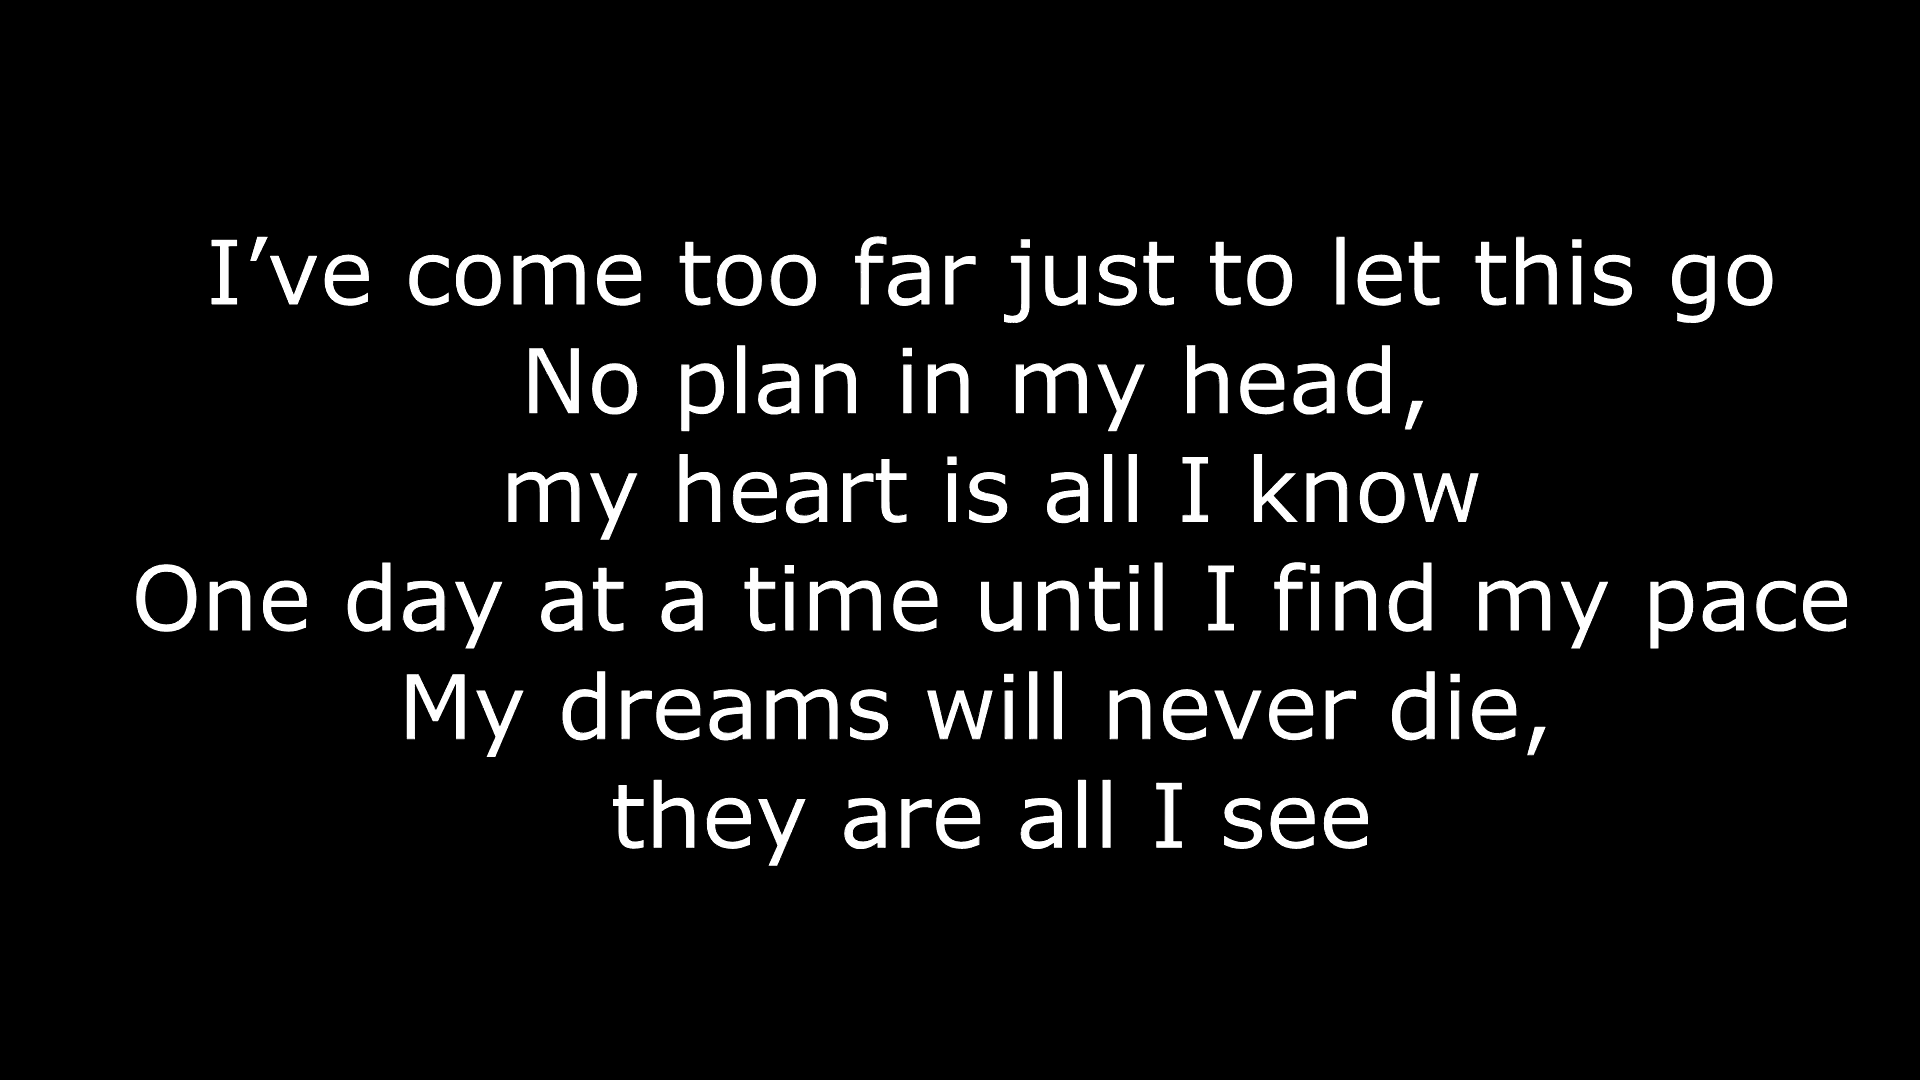 I’ve come too far just to let this go
No plan in my head,
my heart is all I know
One day at a time until I find my pace
My dreams will never die,
they are all I see